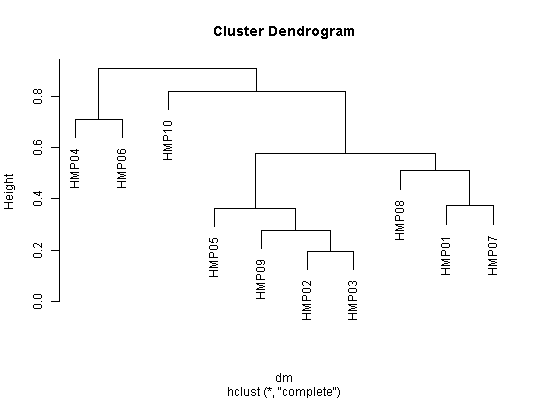 Cluster Dendrogram
Height
0.0
0.2
0.4
0.6
0.8
HMP04
HMP06
HMP10
HMP05
HMP09
HMP02
HMP03
HMP08
HMP01
HMP07
dm
hclust (*, "complete")